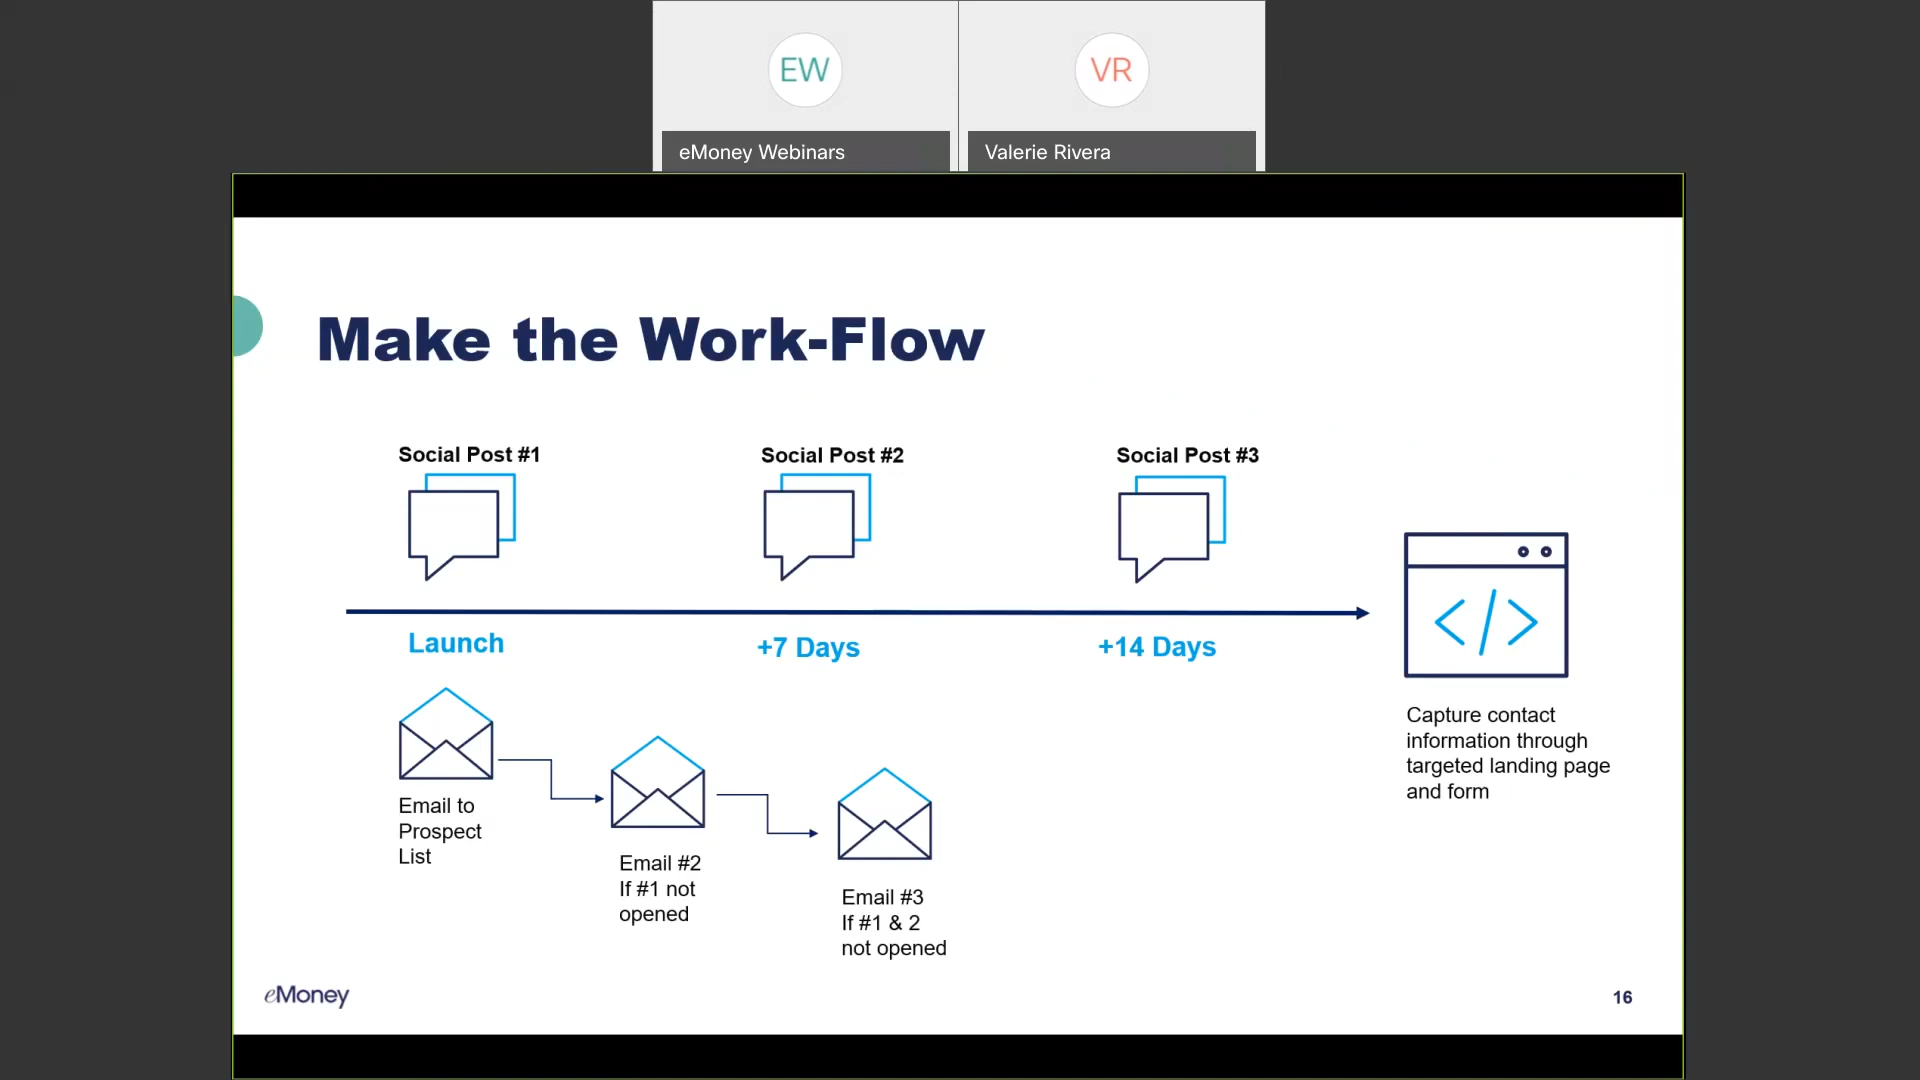 EW
VR
eMoney Webinars
Valerie Rivera
Make the Work-Flow
Social Post #1
Social Post #2
Social Post #3
Launch
+7 Days
+14 Days
Email to
Prospect
List
Email #2
If #1 not
opened
Email #3
If #1 & 2
not opened
Capture contact
information through
targeted landing page
and form
eMoney
16